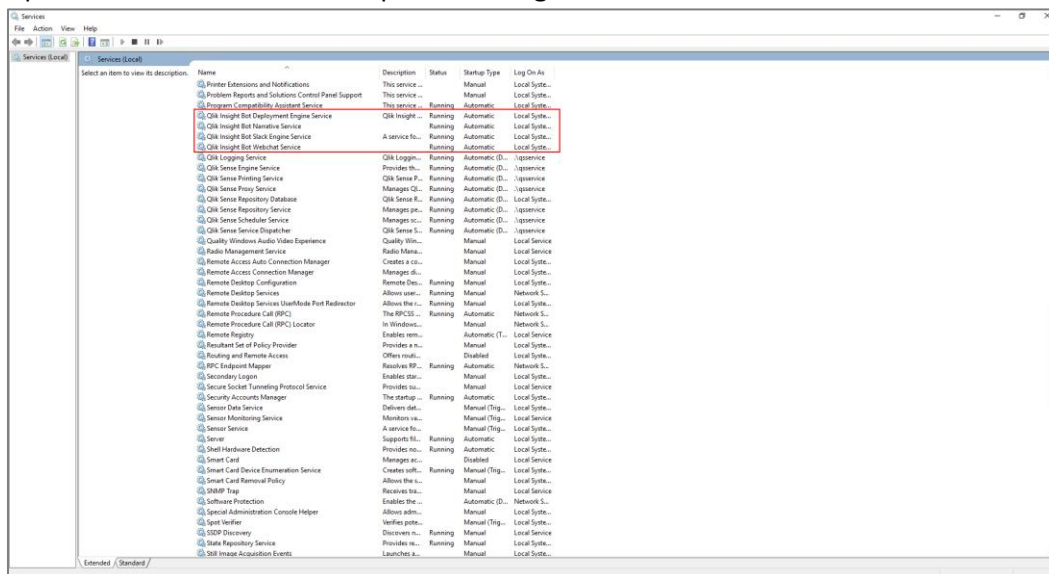 Services
File Action View Help
Services (Local)
Services (Local)
Select an item to view its description.
Name Description Status Startup Type Log On As
Printer Extensions and Notifications This service ... Manual Local Syste...
Problem Reports and Solutions Control Panel Support This service ... Manual Local Syste...
Program Compatibility Assistant Service This service ... Running Automatic Local Syste...
Qlik Insight Bot Deployment Engine Service Qlik Insight ... Running Automatic Local Syste...
Qlik Insight Bot Narrative Service Running Automatic Local Syste...
Qlik Insight Bot Slack Engine Service A service fo... Running Automatic Local Syste...
Qlik Insight Bot Webchat Service Running Automatic Local Syste...
Qlik Logging Service Qlik Loggin... Running Automatic (D... .\qsservice
Qlik Sense Engine Service Provides th... Running Automatic (D... .\qsservice
Qlik Sense Printing Service Qlik Sense P... Running Automatic (D... .\qsservice
Qlik Sense Proxy Service Manages Ql... Running Automatic (D... .\qsservice
Qlik Sense Repository Database Qlik Sense R... Running Automatic (D... Local Syste...
Qlik Sense Repository Service Manages pe... Running Automatic (D... .\qsservice
Qlik Sense Scheduler Service Manages sc... Running Automatic (D... .\qsservice
Qlik Sense Service Dispatcher Qlik Sense S... Running Automatic (D... .\qsservice
Quality Windows Audio Video Experience Quality Win... Manual Local Service
Radio Management Service Radio Mana... Manual Local Service
Remote Access Auto Connection Manager Creates a co... Manual Local Syste...
Remote Access Connection Manager Manages di... Manual Local Syste...
Remote Desktop Configuration Remote Des... Running Manual Local Syste...
Remote Desktop Services Allows user... Running Manual Network S...
Remote Desktop Services UserMode Port Redirector Allows the r... Running Manual Local Syste...
Remote Procedure Call (RPC) The RPCSS ... Running Automatic Network S...
Remote Procedure Call (RPC) Locator In Windows... Manual Network S...
Remote Registry Enables rem... Automatic (T... Local Service
Resultant Set of Policy Provider Provides a n... Manual Local Syste...
Routing and Remote Access Offers routi... Disabled Local Syste...
RPC Endpoint Mapper Resolves RP... Running Automatic Network S...
Secondary Logon Enables star... Manual Local Syste...
Secure Socket Tunneling Protocol Service Provides su... Manual Local Service
Security Accounts Manager The startup ... Running Automatic Local Syste...
Sensor Data Service Delivers dat... Manual (Trig... Local Syste...
Sensor Monitoring Service Monitors va... Manual (Trig... Local Service
Sensor Service A service fo... Manual (Trig... Local Syste...
Server Supports fil... Running Automatic Local Syste...
Shell Hardware Detection Provides no... Running Automatic Local Syste...
Smart Card Manages ac... Disabled Local Syste...
Smart Card Device Enumeration Service Creates soft... Running Manual (Trig... Local Syste...
Smart Card Removal Policy Allows the s... Manual Local Syste...
SNMP Trap Receives tra... Manual Local Service
Software Protection Enables the ... Automatic (D... Network S...
Special Administration Console Helper Allows adm... Manual Local Syste...
Spot Verifier Verifies pote... Manual (Trig... Local Syste...
SSDP Discovery Discovers n... Running Manual Local Service
State Repository Service Provides re... Running Manual Local Syste...
Still Image Acquisition Events Launches a... Manual Local Syste...
Extended Standard